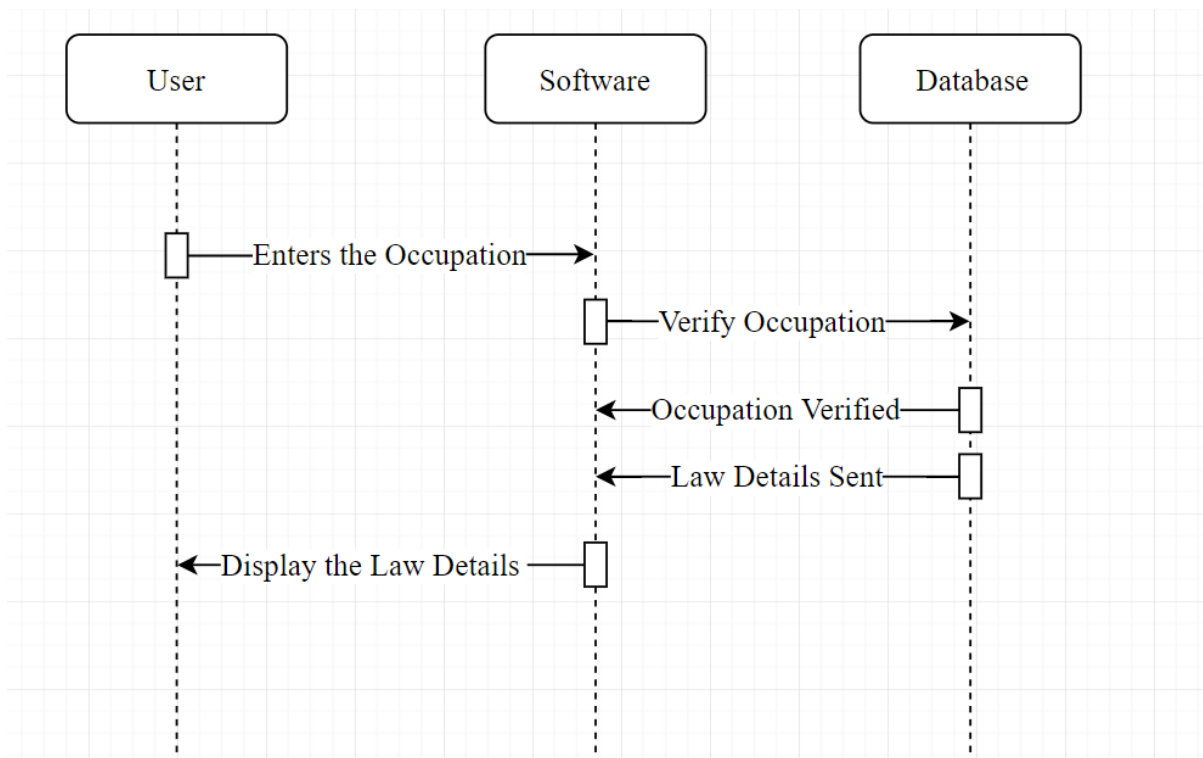 User
Software
Database
Enters the Occupation
Verify Occupation
Occupation Verified
Law Details Sent
Display the Law Details